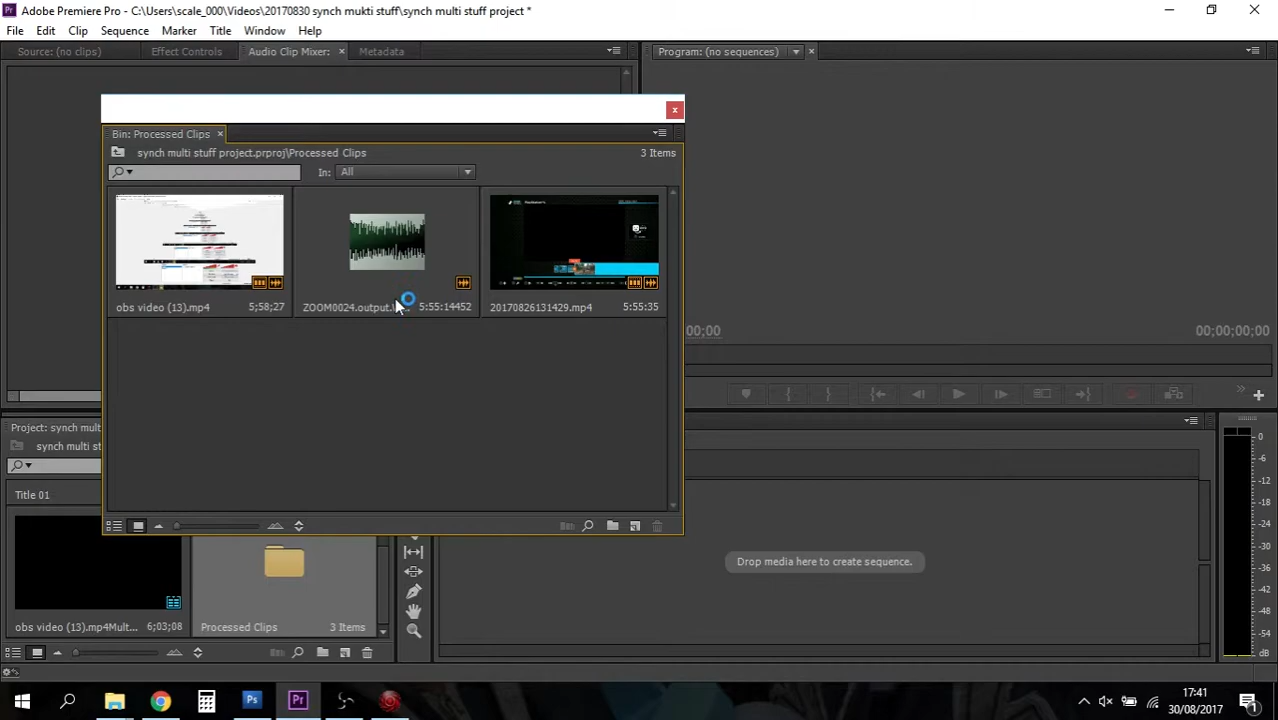 Pr Adobe Premiere Pro - C:\Users\scale_000\Videos\20170830 synch mukti stuff\synch multi stuff project *
File Edit Clip Sequence Marker Title Window Help
Source: (no clips) Effect Controls Audio Clip Mixer: Metadata Program: (no sequences)
Bin: Processed Clips
synch multi stuff project.prproj\Processed Clips 3 Items
In: All
obs video (13).mp4 5;58;27 ZOOM0024.output. 5:55:14452 20170826131429.mp4 5:55:35
00;00 00;00;00;00
Project: synch mult
synch multi st
Title 01
Drop media here to create sequence.
obs video (13).mp4Mult... 6;03;08 Processed Clips 3 Items
0
-6
-12
-18
-24
-30
-36
-42
-48
-54
dB
Ps Pr
17:41
30/08/2017
1